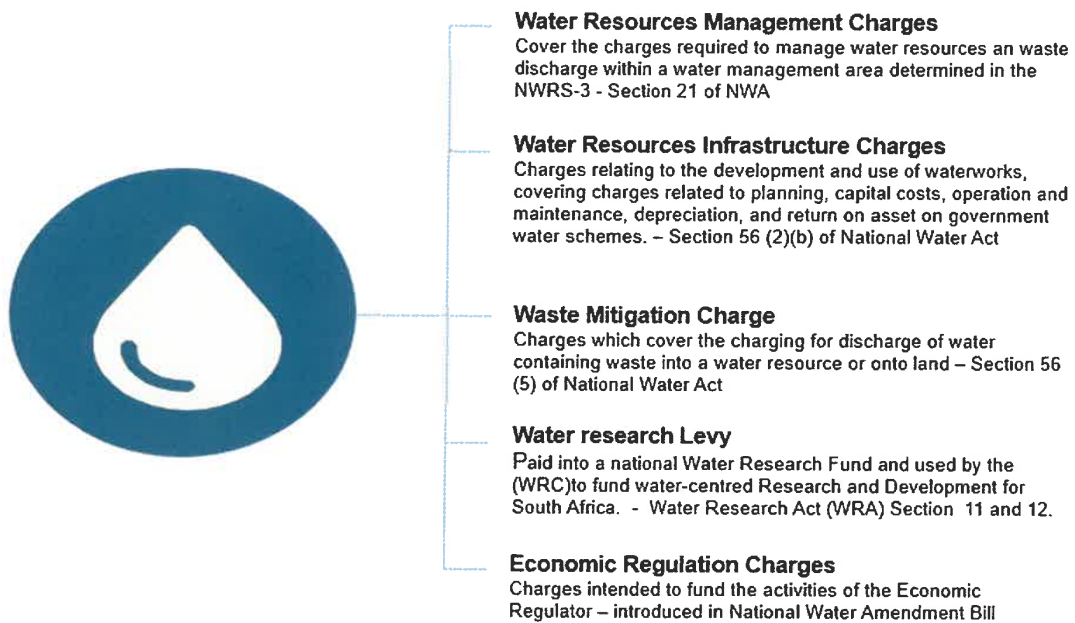 Water Resources Management Charges
Cover the charges required to manage water resources an waste
discharge within a water management area determined in the
NWRS-3 - Section 21 of NWA
Water Resources Infrastructure Charges
Charges relating to the development and use of waterworks,
covering charges related to planning, capital costs, operation and
maintenance, depreciation, and return on asset on government
water schemes. – Section 56 (2)(b) of National Water Act
Waste Mitigation Charge
Charges which cover the charging for discharge of water
containing waste into a water resource or onto land – Section 56
(5) of National Water Act
Water research Levy
Paid into a national Water Research Fund and used by the
(WRC)to fund water-centred Research and Development for
South Africa. - Water Research Act (WRA) Section 11 and 12.
Economic Regulation Charges
Charges intended to fund the activities of the Economic
Regulator – introduced in National Water Amendment Bill